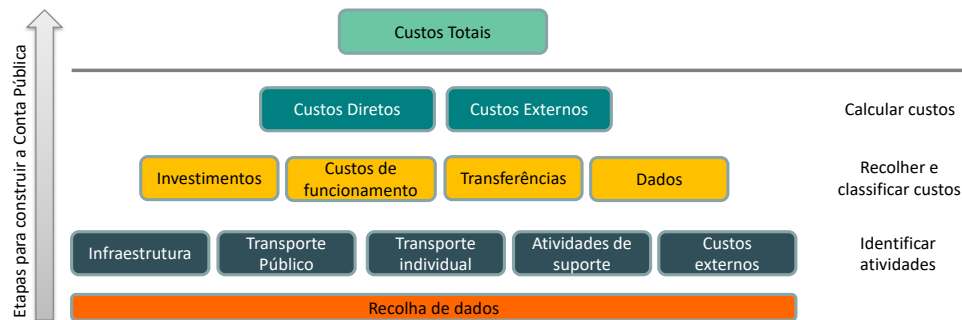 Etapas para construir a Conta Pública
Custos Totais
Custos Diretos
Custos Externos
Calcular custos
Investimentos
Custos de
funcionamento
Transferências
Dados
Recolher e
classificar custos
Infraestrutura
Transporte
Público
Transporte
individual
Atividades de
suporte
Custos
externos
Identificar
atividades
Recolha de dados